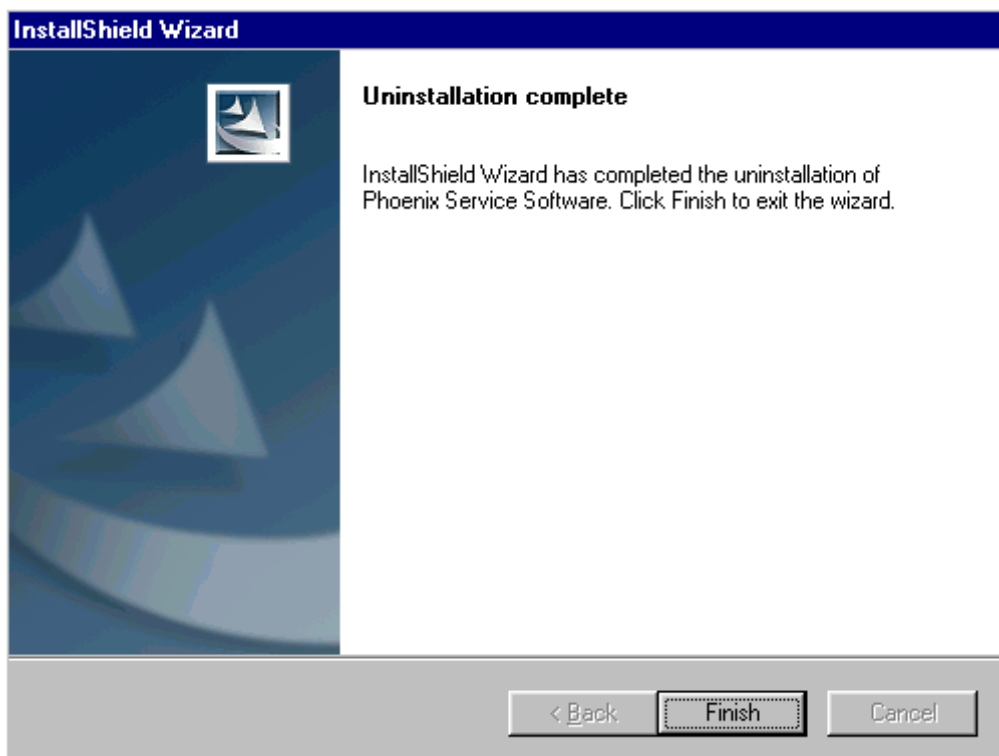 InstallShield Wizard
Uninstallation complete
InstallShield Wizard has completed the uninstallation of
Phoenix Service Software. Click Finish to exit the wizard.
< Back
Finish
Cancel